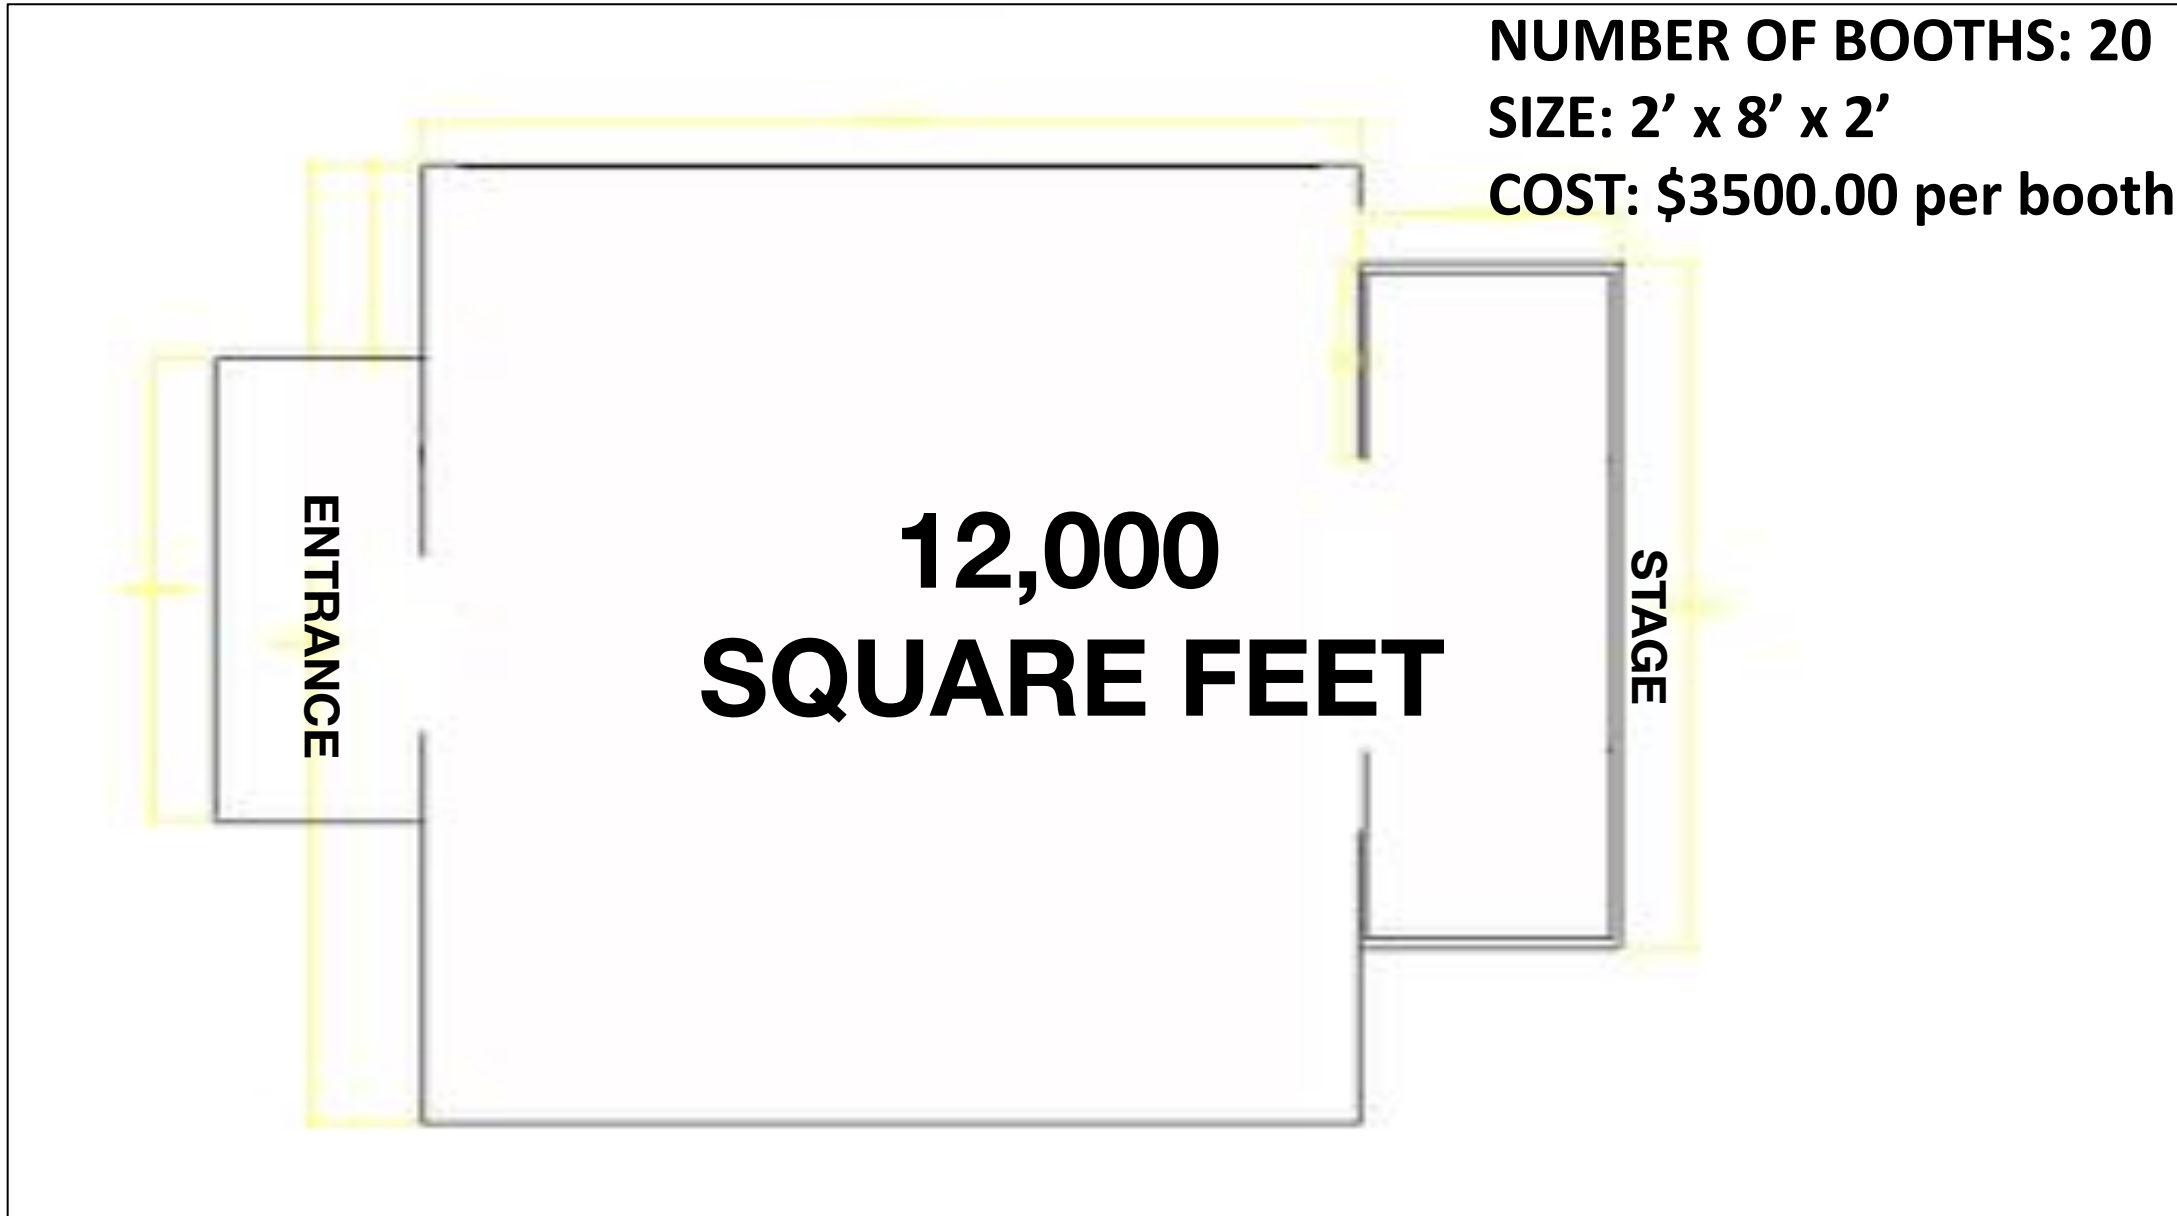 NUMBER OF BOOTHS: 20
SIZE: 2’ x 8’ x 2’
COST: $3500.00 per booth
ENTRANCE
12,000
SQUARE FEET
STAGE